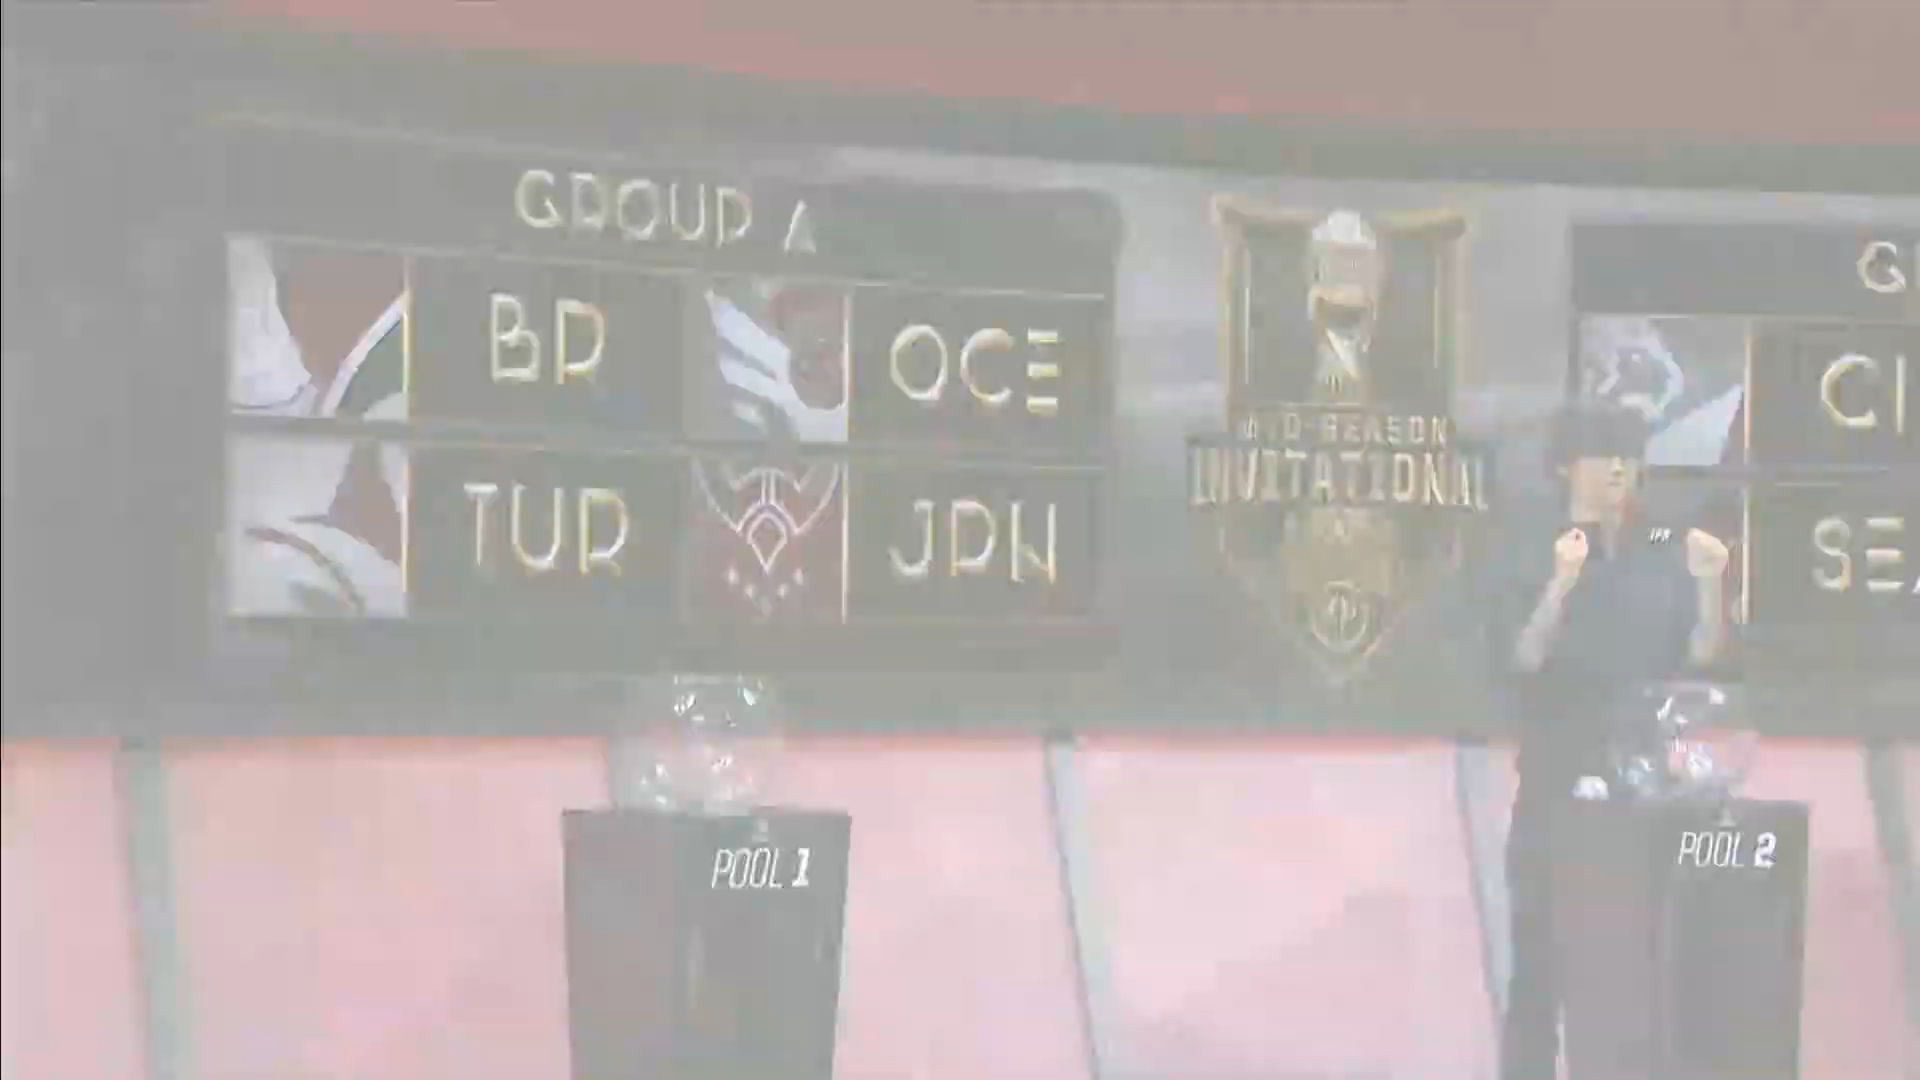 GROUP A
BR
OCE
TUR
JPN
MID-SEASON
INVITATIONAL
POOL 1
POOL 2